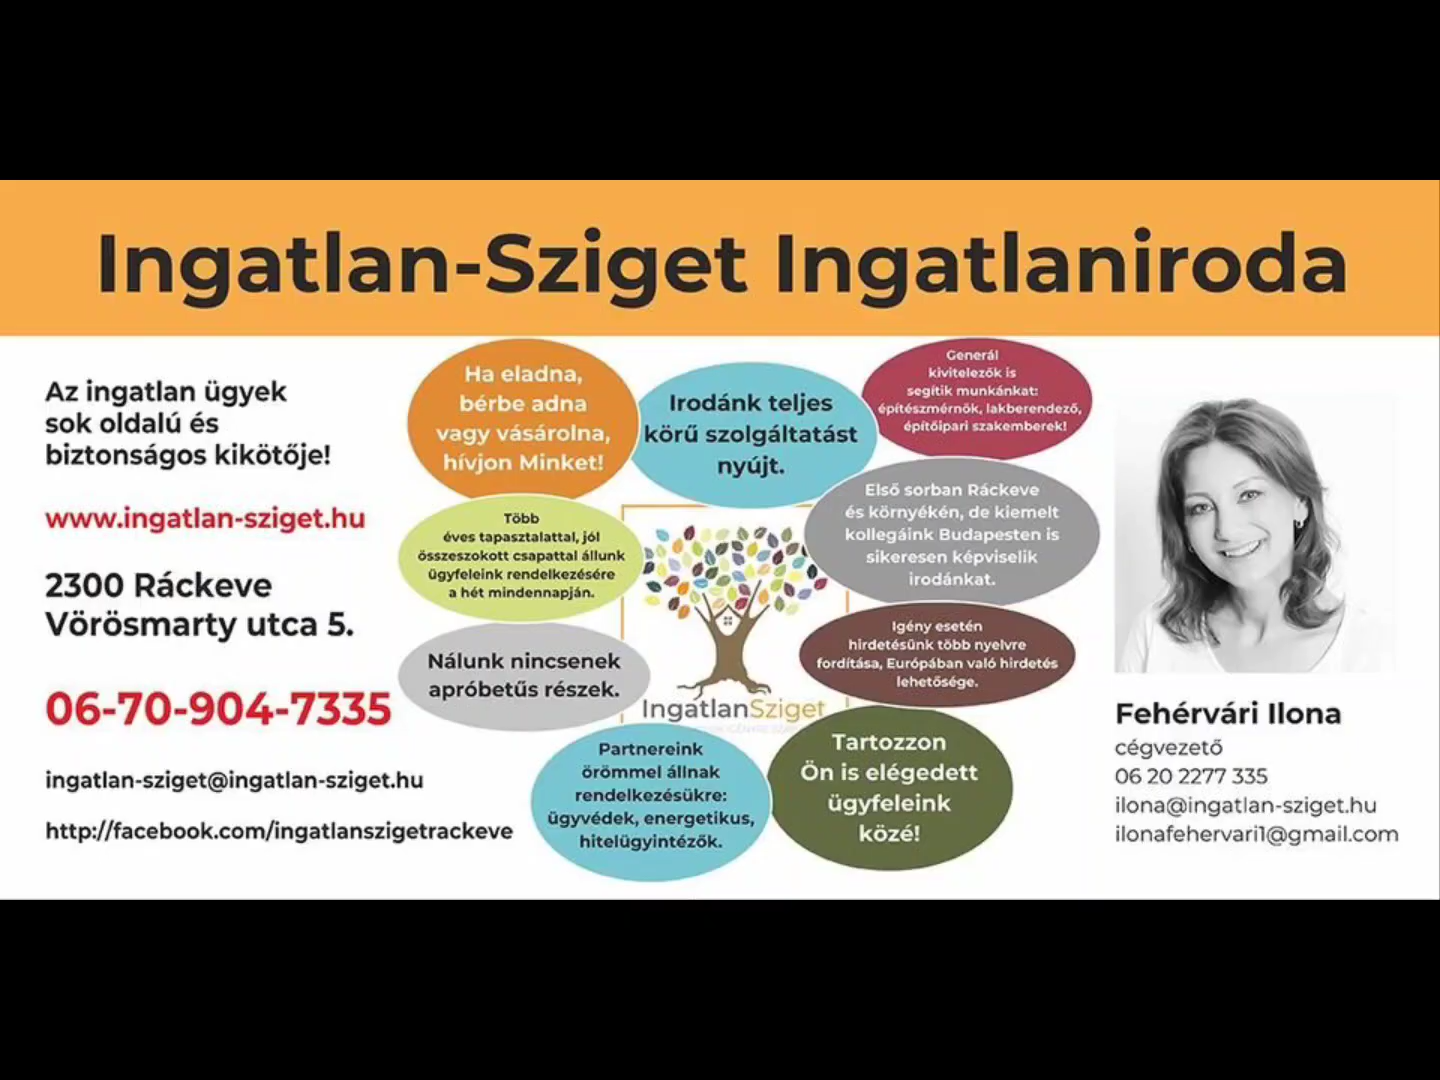 Ingatlan-Sziget Ingatlaniroda
Az ingatlan ügyek
sok oldalú és
biztonságos kikötője!
www.ingatlan-sziget.hu
2300 Ráckeve
Vörösmarty utca 5.
06-70-904-7335
ingatlan-sziget@ingatlan-sziget.hu
http://facebook.com/ingatlanszigetrackeve
Ha eladna,
bérbe adna
vagy vásárolna,
hívjon Minket!
Irodánk teljes
körű szolgáltatást
nyújt.
Generál
kivitelezők is
segítik munkánkat:
építészmérnök, lakberendező,
építőipari szakemberek!
Több
éves tapasztalattal, jól
összeszokott csapattal állunk
ügyfeleink rendelkezésére
a hét mindennapján.
Első sorban Ráckeve
és környékén, de kiemelt
kollegáink Budapesten is
sikeresen képviselik
irodánkat.
Nálunk nincsenek
apróbetűs részek.
Igény esetén
hirdetésünk több nyelvre
fordítása, Európában való hirdetés
lehetősége.
IngatlanSziget
Partnereink
örömmel állnak
rendelkezésükre:
ügyvédek, energetikus,
hitelügyintézők.
Tartozzon
Ön is elégedett
ügyfeleink
közé!
Fehérvári Ilona
cégvezető
06 20 2277 335
ilona@ingatlan-sziget.hu
ilonafehervari1@gmail.com